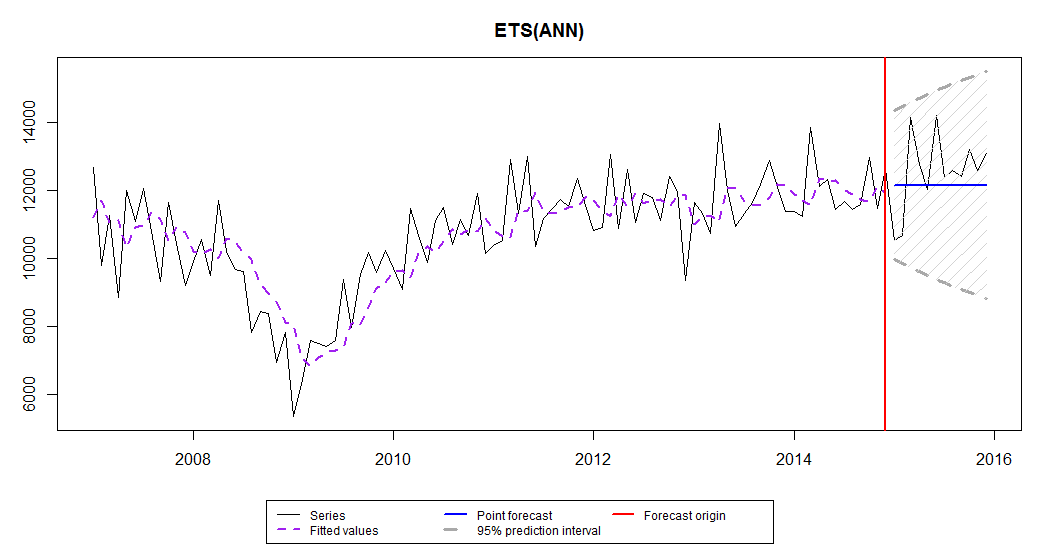 ETS(ANN)
14000
12000
10000
8000
6000
2008 2010 2012 2014 2016
Series Point forecast Forecast origin
Fitted values 95% prediction interval